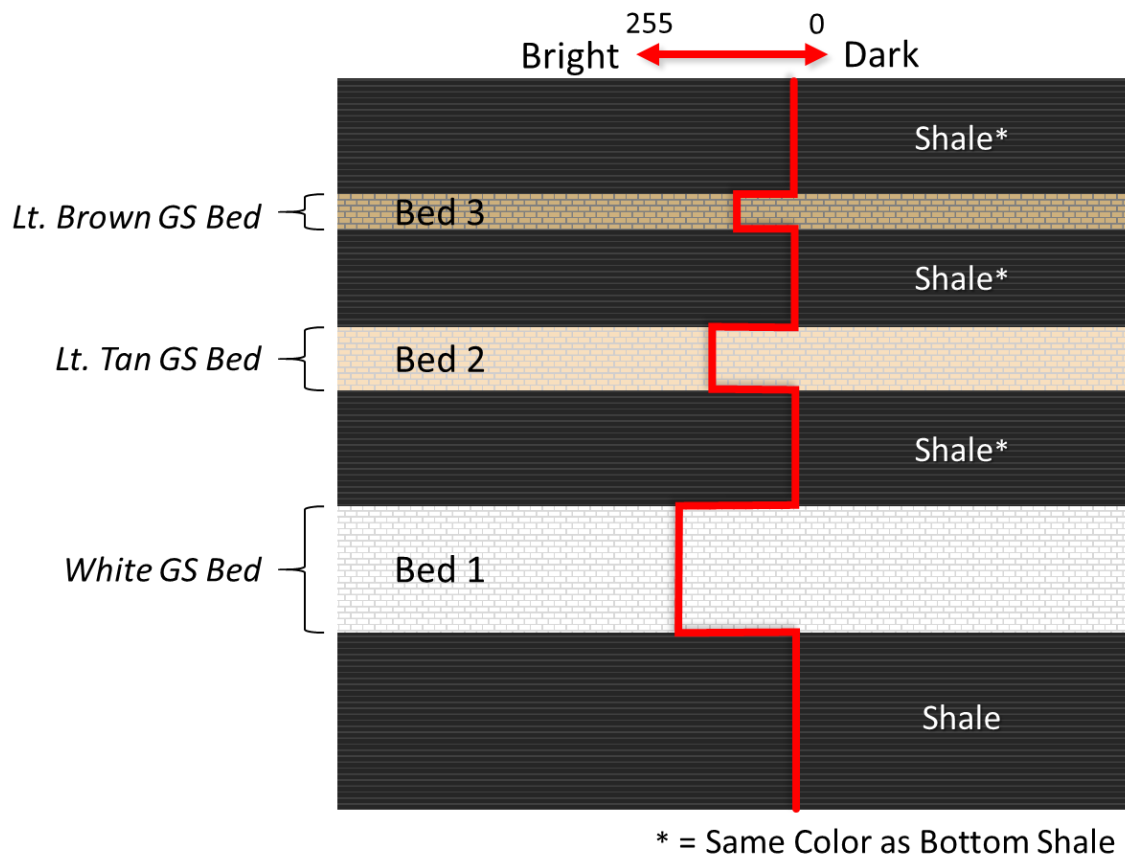 255 0
Bright Dark
Shale*
Lt. Brown GS Bed Bed 3
Shale*
Lt. Tan GS Bed Bed 2
Shale*
White GS Bed Bed 1
Shale
* = Same Color as Bottom Shale